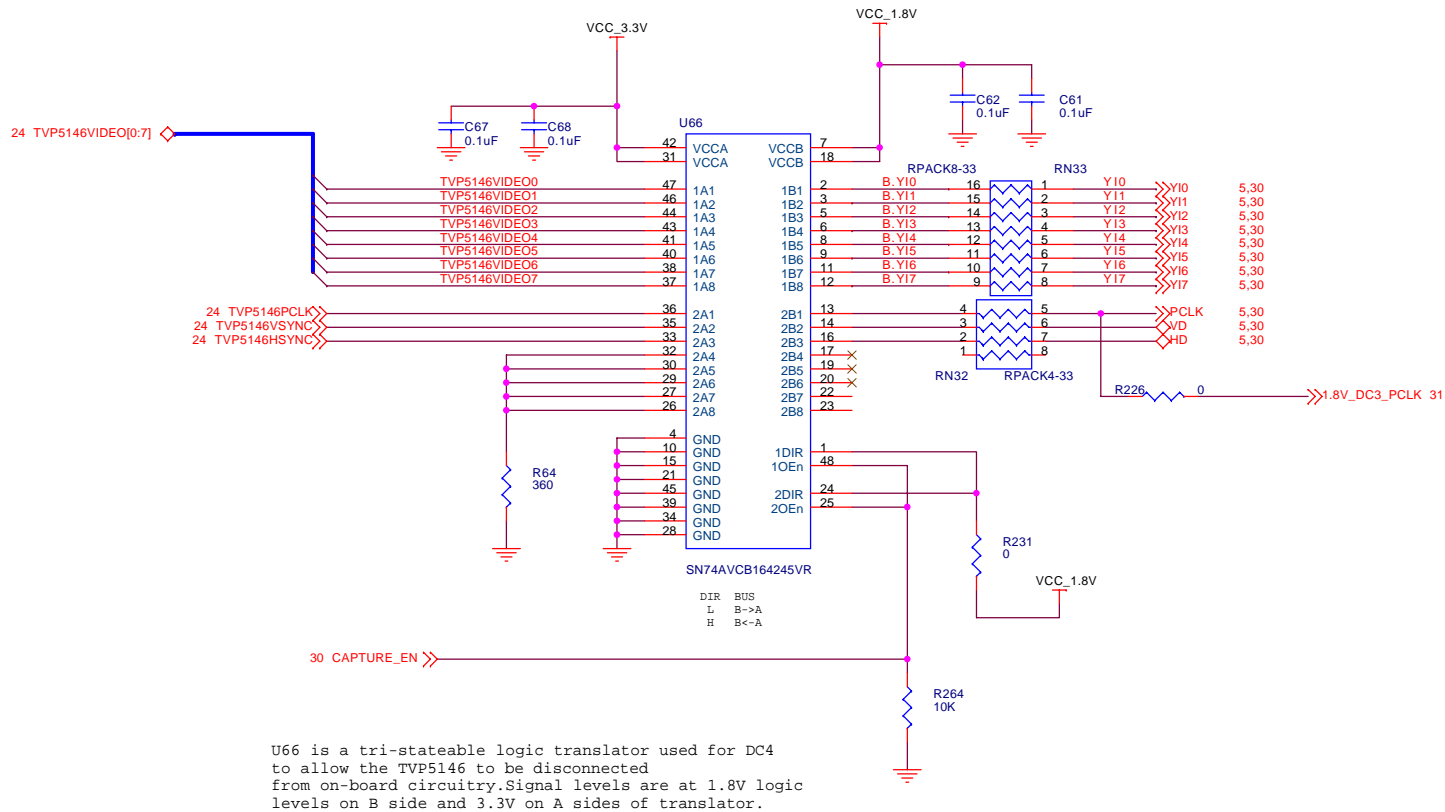 VCC_1.8V
VCC_3.3V
C67
0.1uF
C68
0.1uF
C62
0.1uF
C61
0.1uF
24 TVP5146VIDEO[0:7]
U66
42 VCCA VCCB 7
31 VCCA VCCB 18
RPACK8-33 RN33
TVP5146VIDEO0 47 1A1 1B1 2 B.YI0 16 1 YI0 YI0 5,30
TVP5146VIDEO1 46 1A2 1B2 3 B.YI1 15 2 YI1 YI1 5,30
TVP5146VIDEO2 44 1A3 1B3 5 B.YI2 14 3 YI2 YI2 5,30
TVP5146VIDEO3 43 1A4 1B4 6 B.YI3 13 4 YI3 YI3 5,30
TVP5146VIDEO4 41 1A5 1B5 8 B.YI4 12 5 YI4 YI4 5,30
TVP5146VIDEO5 40 1A6 1B6 9 B.YI5 11 6 YI5 YI5 5,30
TVP5146VIDEO6 38 1A7 1B7 11 B.YI6 10 7 YI6 YI6 5,30
TVP5146VIDEO7 37 1A8 1B8 12 B.YI7 9 8 YI7 YI7 5,30
24 TVP5146PCLK 36 2A1 2B1 13 4 5 PCLK 5,30
24 TVP5146VSYNC 35 2A2 2B2 14 3 6 VD 5,30
24 TVP5146HSYNC 33 2A3 2B3 16 2 7 HD 5,30
32 2A4 2B4 17 1 8
30 2A5 2B5 19
29 2A6 2B6 20
27 2A7 2B7 22
26 2A8 2B8 23
RN32 RPACK4-33
R226 0 1.8V_DC3_PCLK 31
4 GND 1DIR 1
10 GND 1OEn 48
15 GND
21 GND
45 GND 2DIR 24
39 GND 2OEn 25
34 GND
28 GND
R64
360
R231
0
SN74AVCB164245VR
VCC_1.8V
DIR BUS
L B->A
H B<-A
30 CAPTURE_EN
R264
10K
U66 is a tri-stateable logic translator used for DC4
to allow the TVP5146 to be disconnected
from on-board circuitry.Signal levels are at 1.8V logic
levels on B side and 3.3V on A sides of translator.